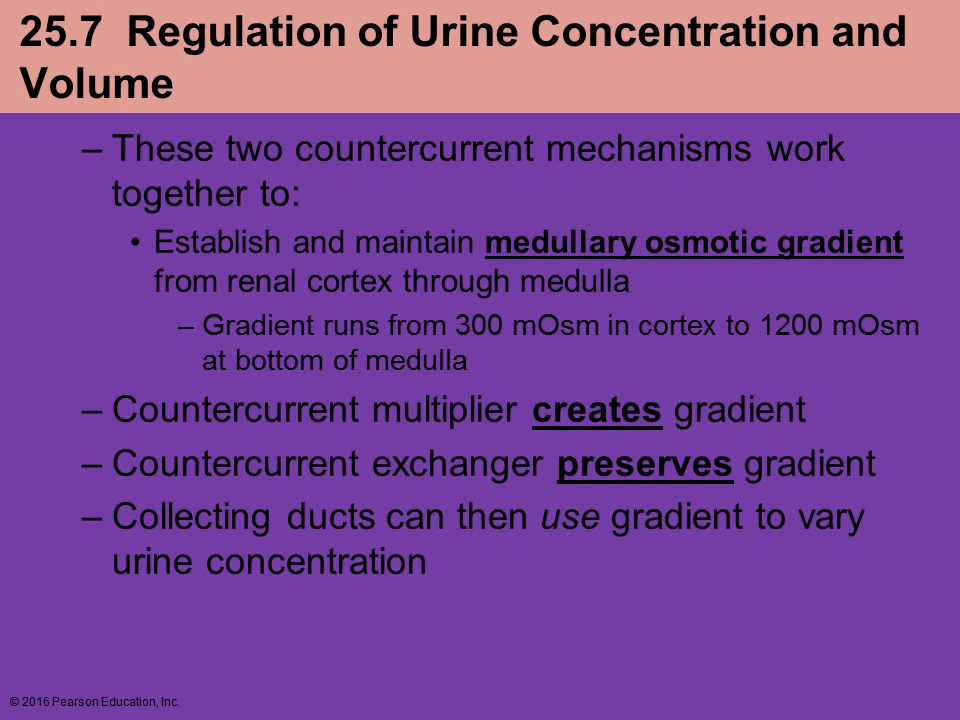 25.7 Regulation of Urine Concentration and
Volume
– These two countercurrent mechanisms work
together to:
• Establish and maintain medullary osmotic gradient
from renal cortex through medulla
– Gradient runs from 300 mOsm in cortex to 1200 mOsm
at bottom of medulla
– Countercurrent multiplier creates gradient
– Countercurrent exchanger preserves gradient
– Collecting ducts can then use gradient to vary
urine concentration
© 2016 Pearson Education, Inc.